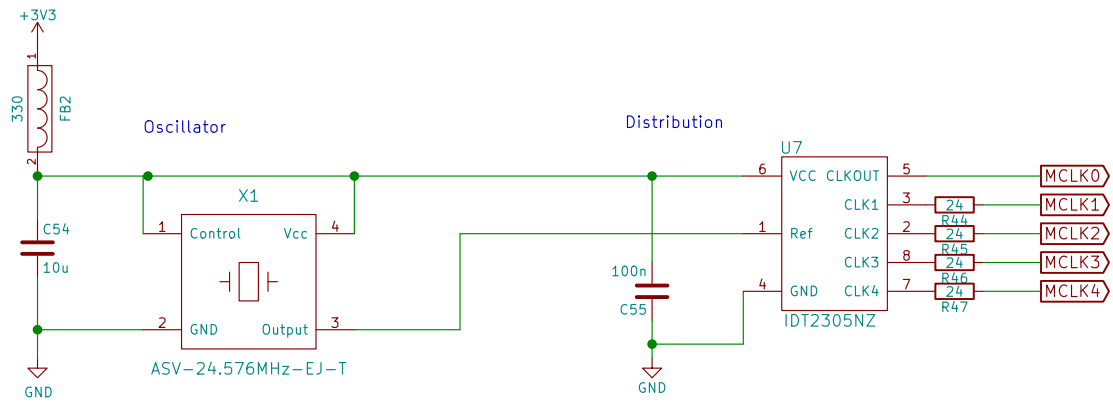 +3V3
1
330
FB2
2
Oscillator
Distribution
C54
10u
X1
1
Control
Vcc
4
2
GND
Output
3
ASV-24.576MHz-EJ-T
GND
100n
C55
GND
U7
6
VCC
CLKOUT
5
MCLK0
CLK1
3
24
MCLK1
R44
1
Ref
CLK2
2
24
MCLK2
R45
CLK3
8
24
MCLK3
R46
4
GND
CLK4
7
24
MCLK4
R47
IDT2305NZ